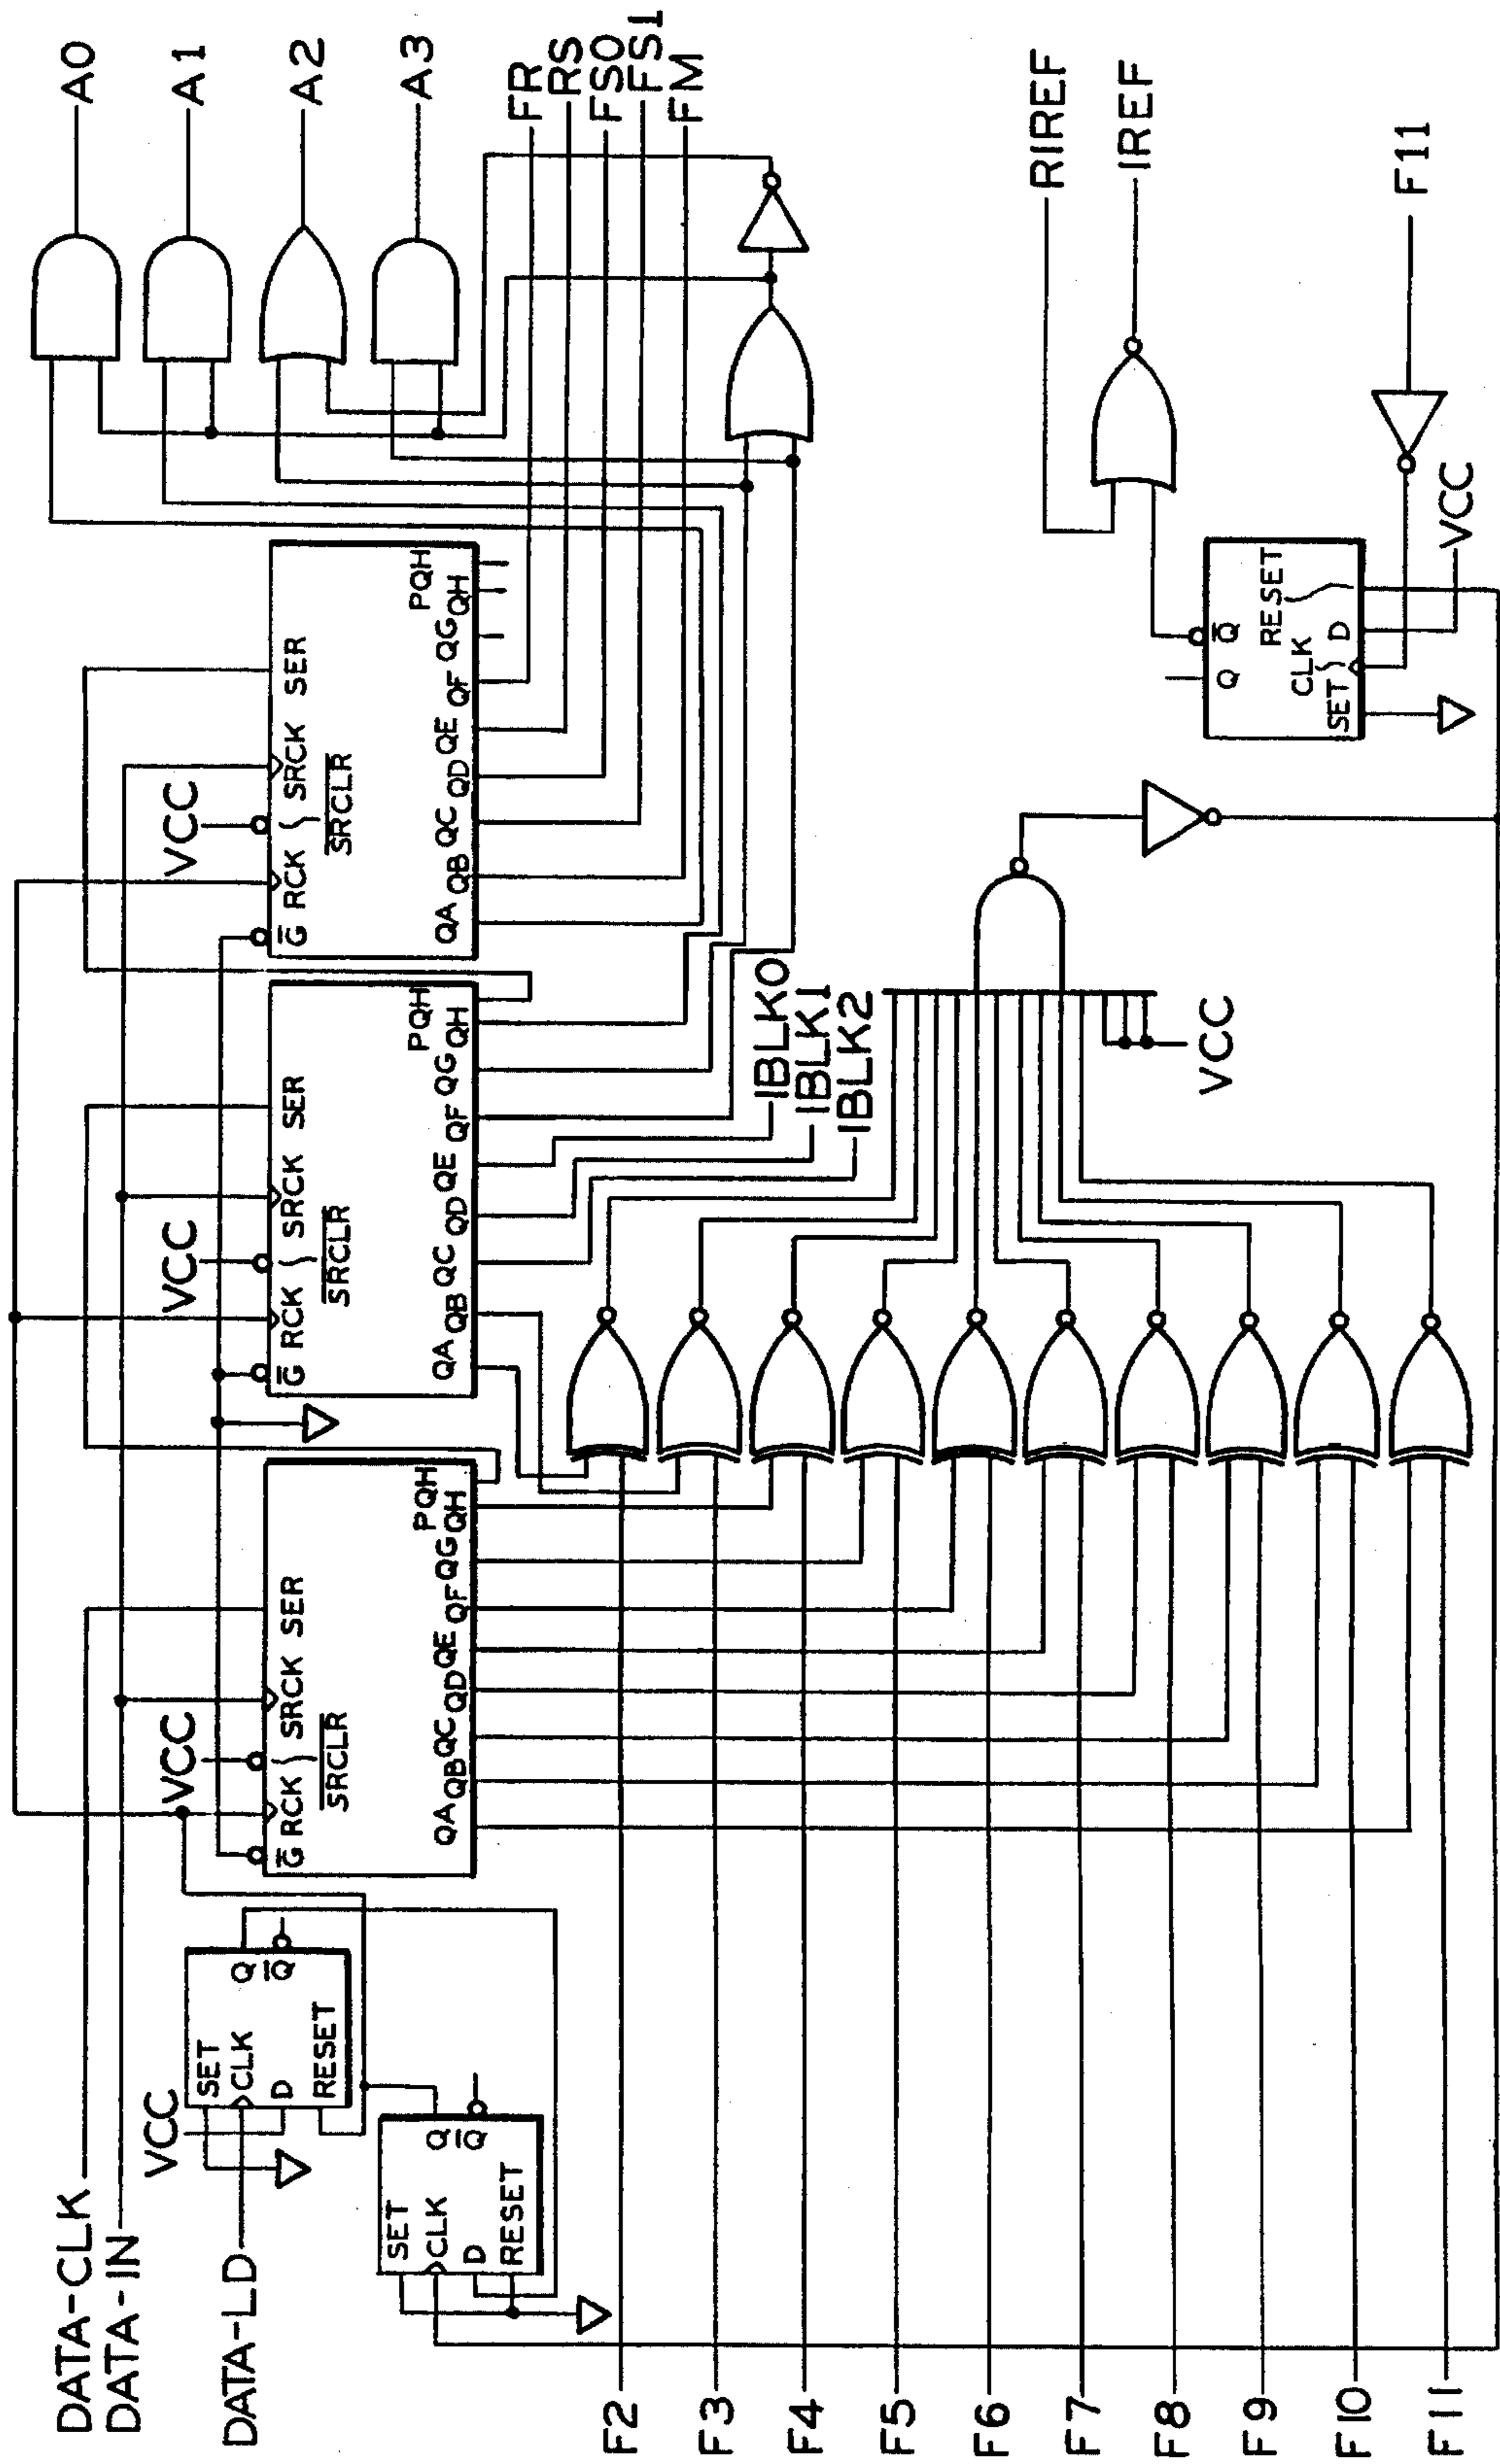 A0
A1
A2
A3
FR
RS
FS0
FS1
FM
RIREF
IREF
F11
VCC
G RCK SRCK SER
SRCLR
PQH
QA QB QC QD QE QF QG QH
VCC
G RCK SRCK SER
SRCLR
PQH
QA QB QC QD QE QF QG QH
IBLK0
IBLK1
IBLK2
VCC
G RCK SRCK SER
SRCLR
PQH
QA QB QC QD QE QF QG QH
VCC
Q Q
RESET
CLK
SET D
VCC
DATA-CLK
DATA-IN
DATA-LD
VCC
SET
CLK
D
RESET
Q
Q
SET
CLK
D
RESET
Q
Q
F2
F3
F4
F5
F6
F7
F8
F9
F10
F11